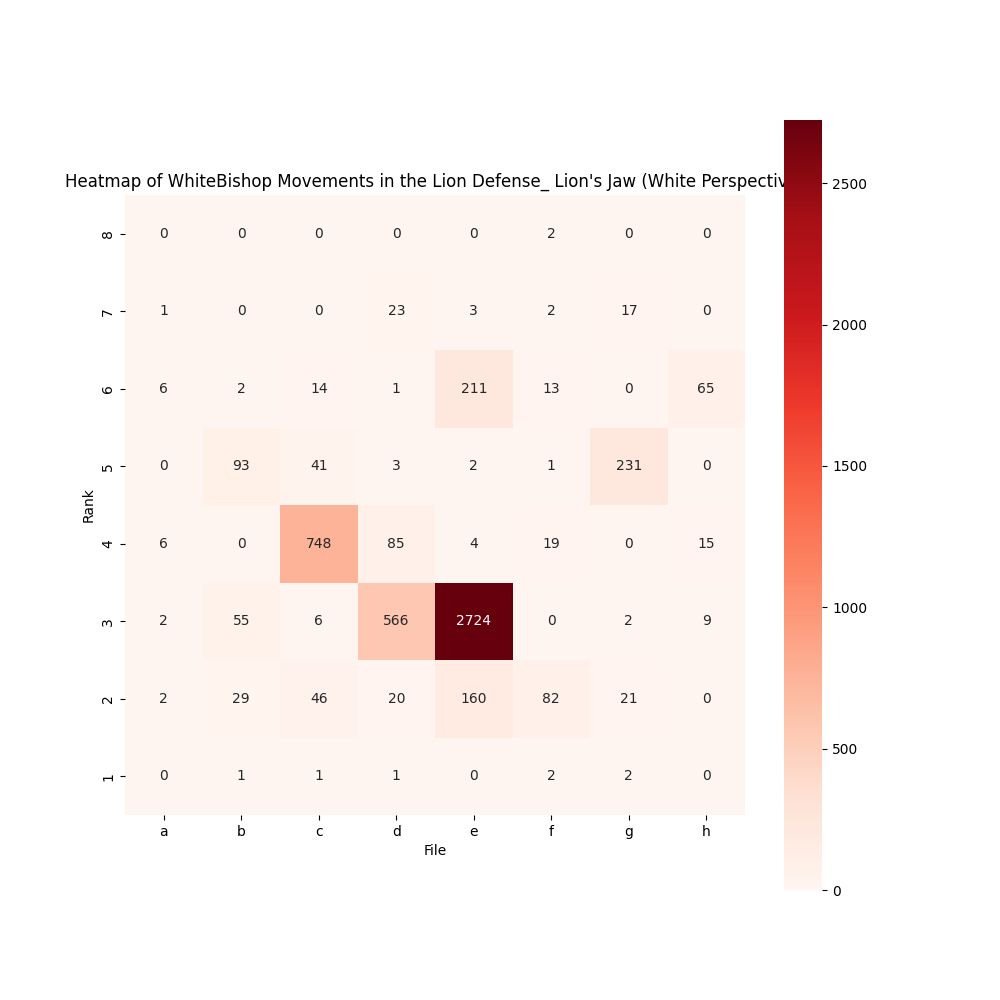 Heatmap of WhiteBishop Movements in the Lion Defense_ Lion's Jaw (White Perspectiv
8 0 0 0 0 0 2 0 0
7 1 0 0 23 3 2 17 0
6 6 2 14 1 211 13 0 65
5 0 93 41 3 2 1 231 0
4 6 0 748 85 4 19 0 15
3 2 55 6 566 2724 0 2 9
2 2 29 46 20 160 82 21 0
1 0 1 1 1 0 2 2 0
a b c d e f g h
File
Rank
2500
2000
1500
1000
500
0